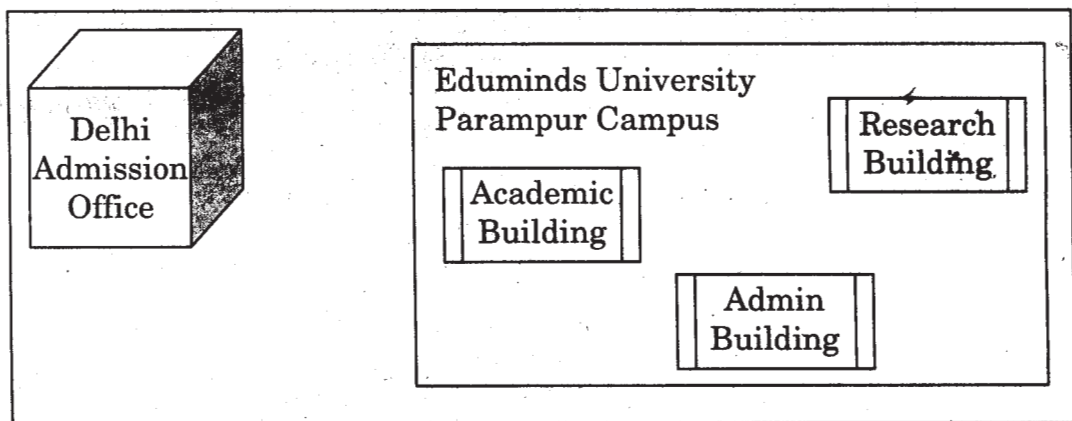 Delhi
Admission
Office
Eduminds University
Parampur Campus
Research
Building
Academic
Building
Admin
Building